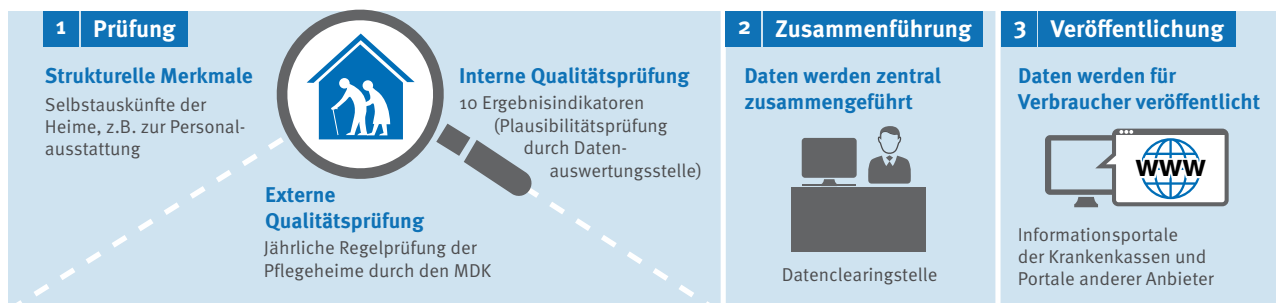 1 Prüfung
Strukturelle Merkmale
Selbstauskünfte der
Heime, z.B. zur Personal-
ausstattung
Externe
Qualitätsprüfung
Jährliche Regelprüfung der
Pflegeheime durch den MDK
Interne Qualitätsprüfung
10 Ergebnisindikatoren
(Plausibilitätsprüfung
durch Daten-
auswertungsstelle)
2 Zusammenführung
Daten werden zentral
zusammengeführt
Datenclearingstelle
3 Veröffentlichung
Daten werden für
Verbraucher veröffentlicht
WWW
Informationsportale
der Krankenkassen und
Portale anderer Anbieter